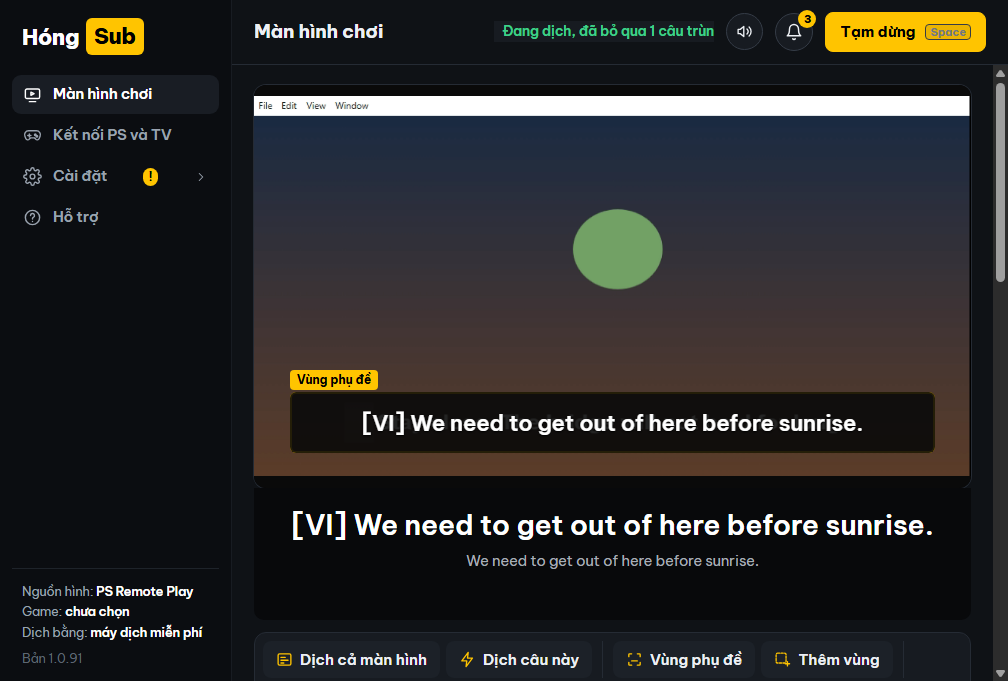 Hóng Sub
Màn hình chơi
Kết nối PS và TV
Cài đặt !
Hỗ trợ
Nguồn hình: PS Remote Play
Game: chưa chọn
Dịch bằng: máy dịch miễn phí
Bản 1.0.91
Màn hình chơi
Đang dịch, đã bỏ qua 1 câu trùn
3
Tạm dừng Space
File Edit View Window
Vùng phụ đề
[VI] We need to get out of here before sunrise.
[VI] We need to get out of here before sunrise.
We need to get out of here before sunrise.
Dịch cả màn hình Dịch câu này Vùng phụ đề Thêm vùng